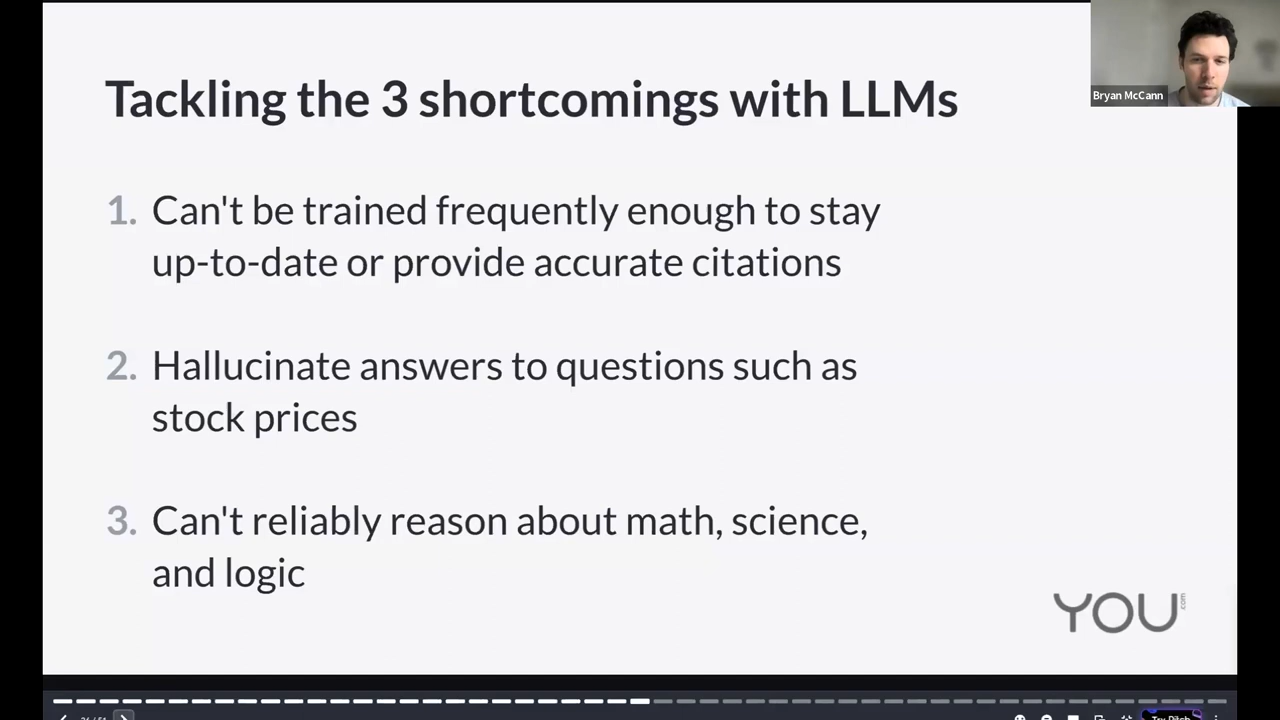 Tackling the 3 shortcomings with LLMs
Bryan McCann
1. Can't be trained frequently enough to stay
up-to-date or provide accurate citations
2. Hallucinate answers to questions such as
stock prices
3. Can't reliably reason about math, science,
and logic
YOU.com
Try Pitch